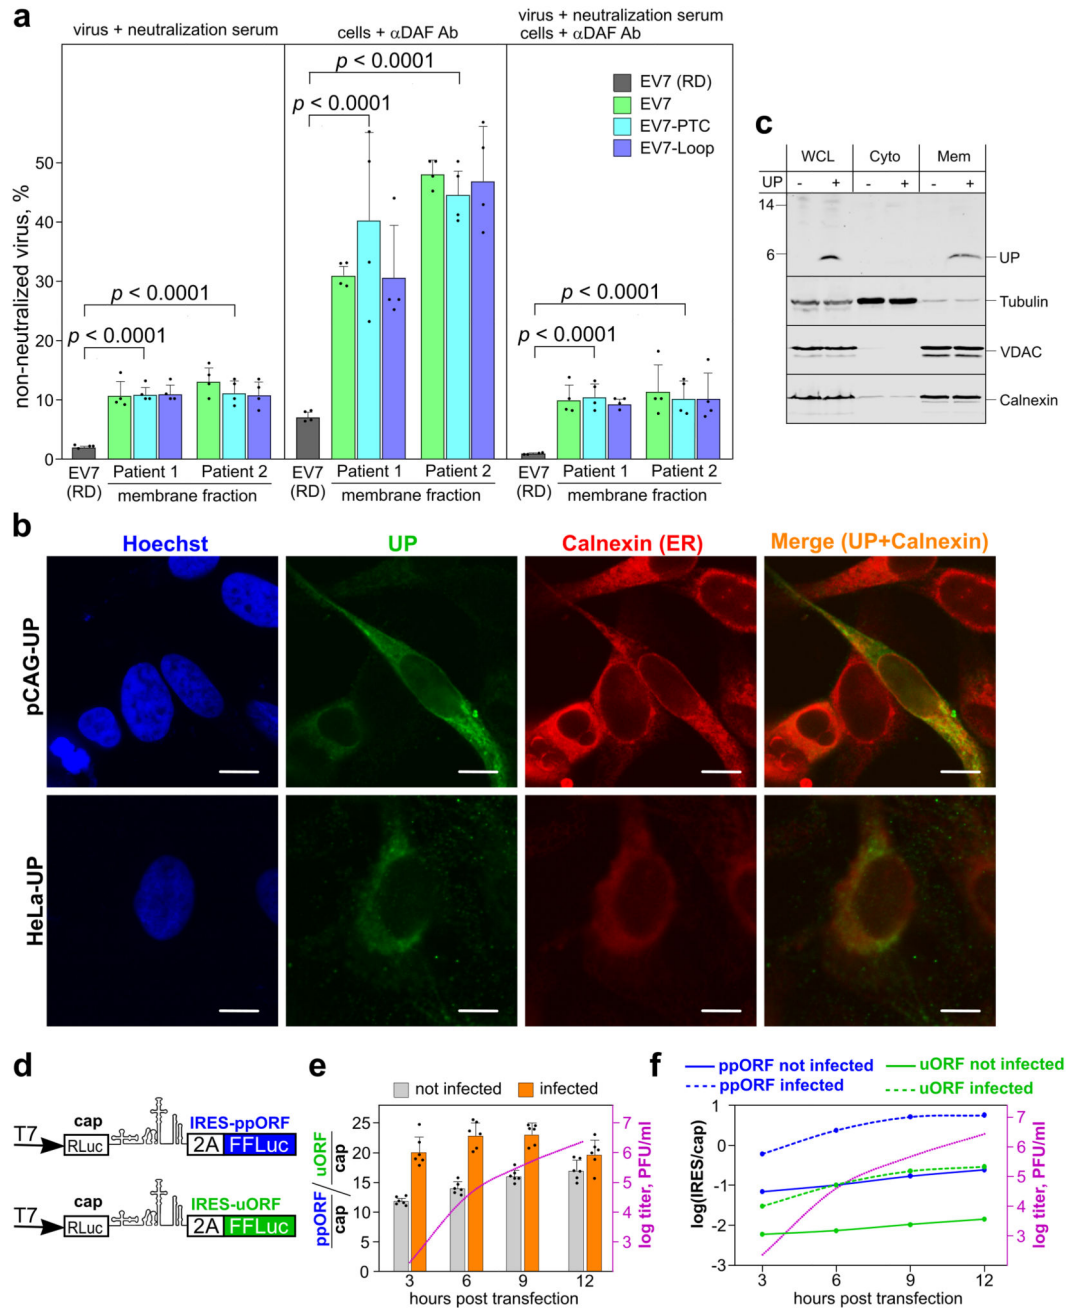 a
virus + neutralization serum
cells + αDAF Ab
virus + neutralization serum
cells + αDAF Ab
non-neutralized virus, %
50
40
30
20
10
0
p < 0.0001
p < 0.0001
p < 0.0001
p < 0.0001
p < 0.0001
p < 0.0001
EV7 (RD)
EV7
EV7-PTC
EV7-Loop
EV7 (RD)
Patient 1
Patient 2
membrane fraction
EV7 (RD)
Patient 1
Patient 2
membrane fraction
EV7 (RD)
Patient 1
Patient 2
membrane fraction
c
WCL Cyto Mem
UP - + - + - +
14
6
UP
Tubulin
VDAC
Calnexin
b
Hoechst UP Calnexin (ER) Merge (UP+Calnexin)
pCAG-UP
HeLa-UP
d
T7 cap IRES-ppORF
RLuc 2A FFLuc
T7 cap IRES-uORF
RLuc 2A FFLuc
e
not infected infected
ppORF/cap / uORF/cap
25
20
15
10
5
0
3 6 9 12
hours post transfection
7
6
5
4
3
log titer, PFU/ml
f
ppORF not infected uORF not infected
ppORF infected uORF infected
log(IRES/cap)
1
0
-1
-2
-3
3 6 9 12
hours post transfection
7
6
5
4
3
log titer, PFU/ml